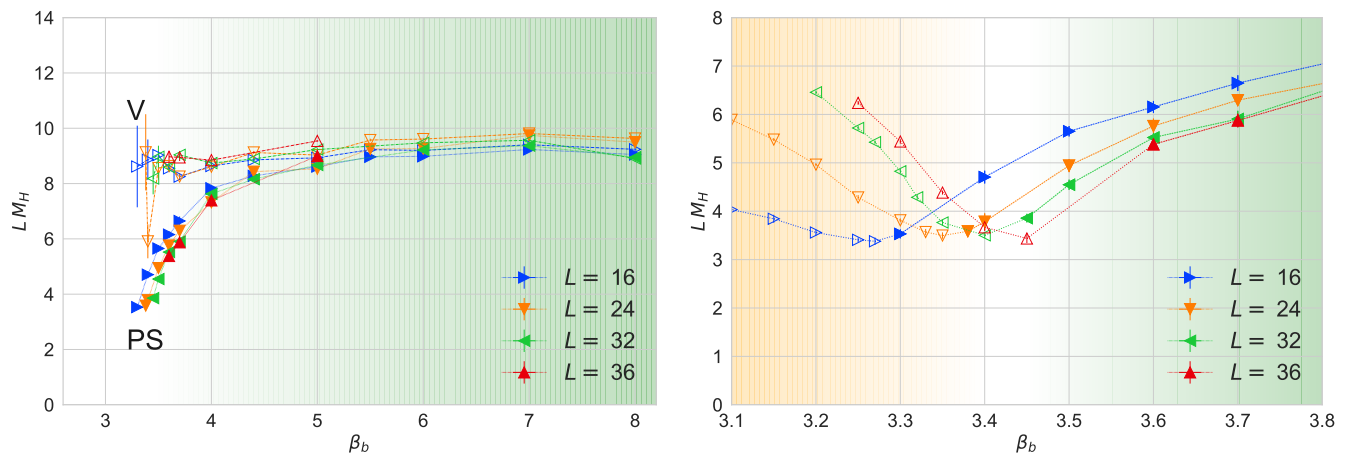 14
12
10
8
6
4
2
0
L M_H
V
PS
L = 16
L = 24
L = 32
L = 36
3 4 5 6 7 8
β_b
8
7
6
5
4
3
2
1
0
L M_H
L = 16
L = 24
L = 32
L = 36
3.1 3.2 3.3 3.4 3.5 3.6 3.7 3.8
β_b